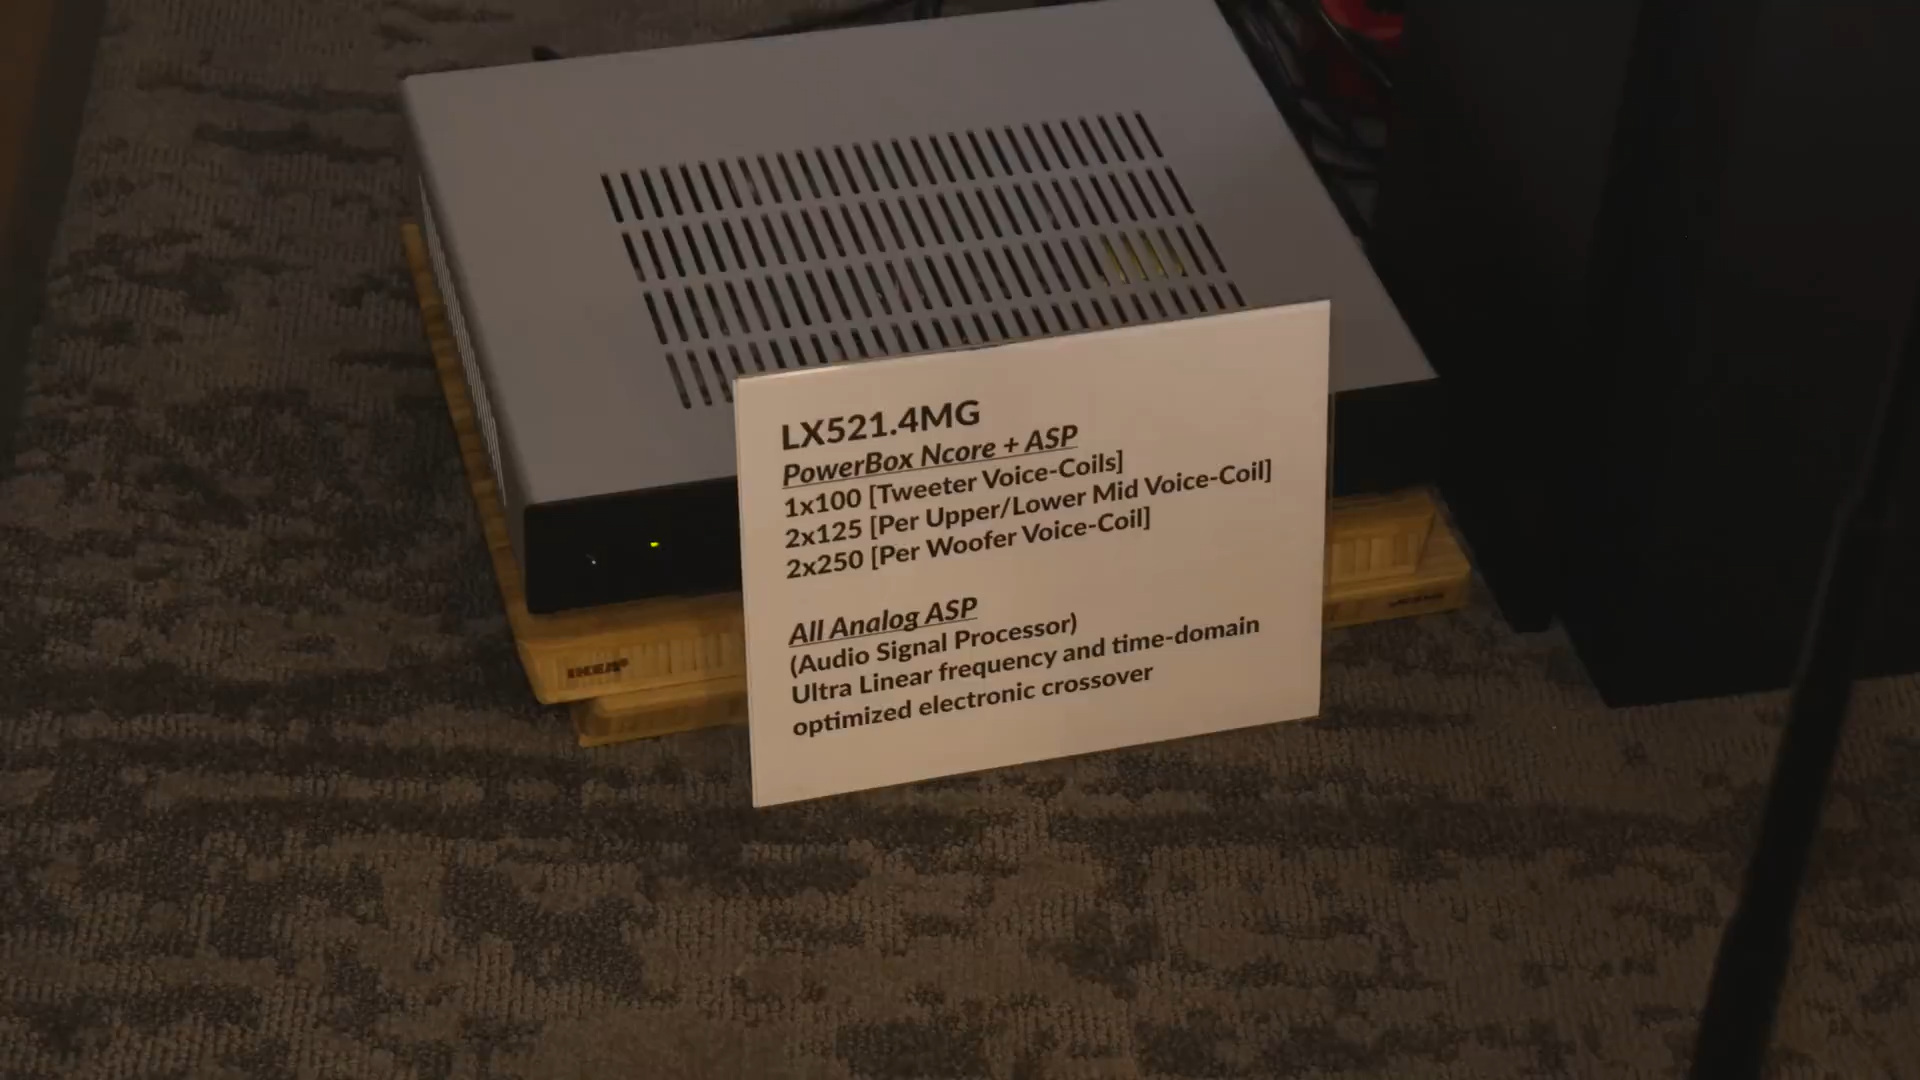 LX521.4MG
PowerBox Ncore + ASP
1x100 [Tweeter Voice-Coils]
2x125 [Per Upper/Lower Mid Voice-Coil]
2x250 [Per Woofer Voice-Coil]
All Analog ASP
(Audio Signal Processor)
Ultra Linear frequency and time-domain
optimized electronic crossover
IKEA®